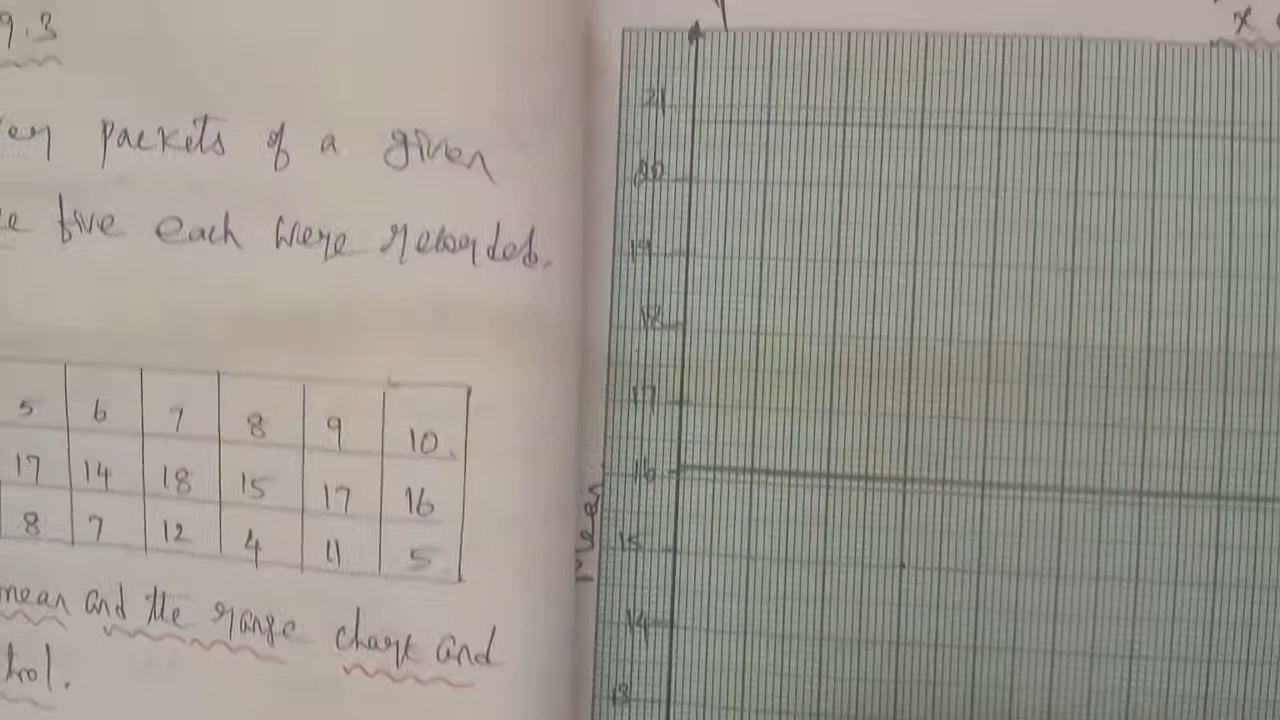 9.3
packets of a given
five each were recorded.
5 6 7 8 9 10.
17 14 18 15 17 16
8 7 12 4 11 5
mean and the range chart and
trol.
x
y
21
20
19
18
17
16
15
14
13
Mean